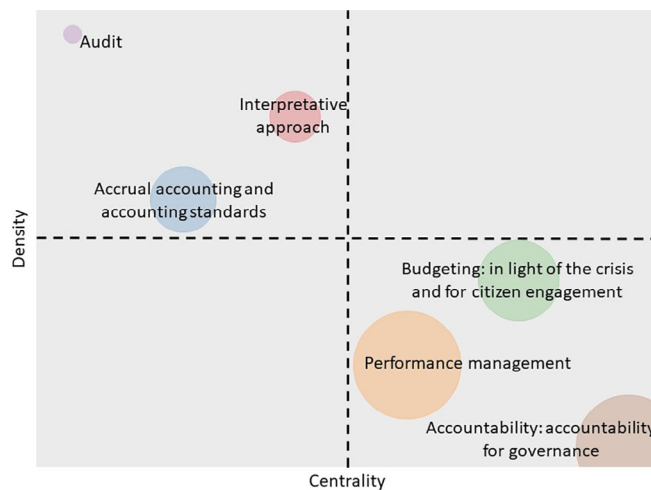 Audit
Interpretative
approach
Accrual accounting and
accounting standards
Density
Budgeting: in light of the crisis
and for citizen engagement
Performance management
Accountability: accountability
for governance
Centrality